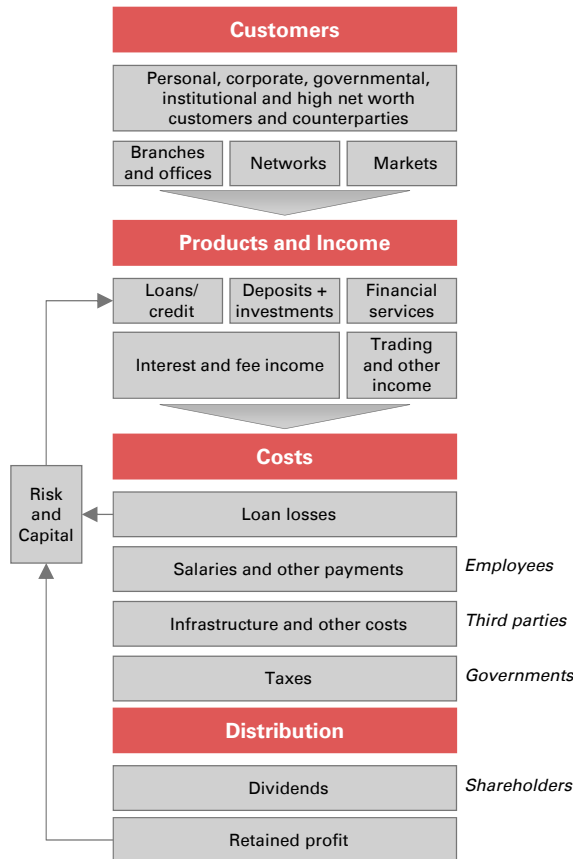 Customers
Personal, corporate, governmental,
institutional and high net worth
customers and counterparties
Branches
and offices
Networks
Markets
Products and Income
Loans/
credit
Deposits +
investments
Financial
services
Interest and fee income
Trading
and other
income
Costs
Risk
and
Capital
Loan losses
Salaries and other payments
Employees
Infrastructure and other costs
Third parties
Taxes
Governments
Distribution
Dividends
Shareholders
Retained profit